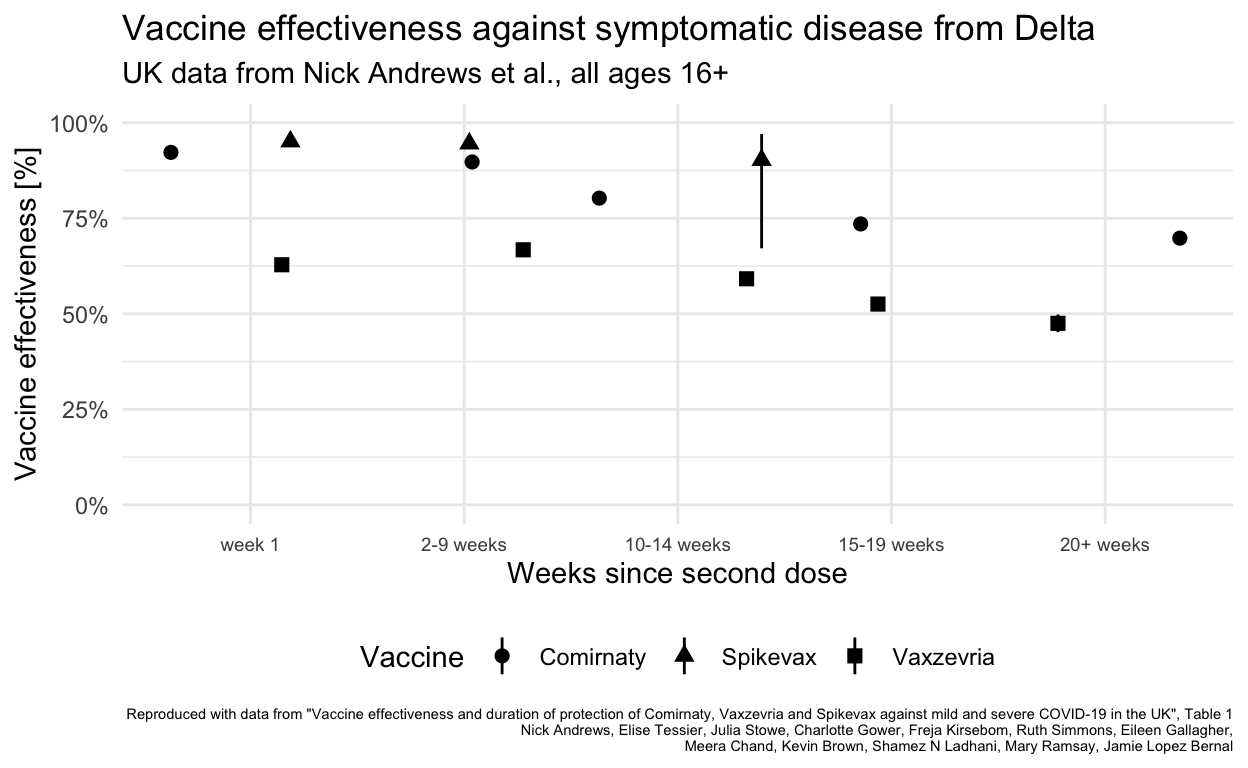 Vaccine effectiveness against symptomatic disease from Delta
UK data from Nick Andrews et al., all ages 16+
Vaccine effectiveness [%]
100%
75%
50%
25%
0%
week 1
2-9 weeks
10-14 weeks
15-19 weeks
20+ weeks
Weeks since second dose
Vaccine
Comirnaty
Spikevax
Vaxzevria
Reproduced with data from "Vaccine effectiveness and duration of protection of Comirnaty, Vaxzevria and Spikevax against mild and severe COVID-19 in the UK", Table 1
Nick Andrews, Elise Tessier, Julia Stowe, Charlotte Gower, Freja Kirsebom, Ruth Simmons, Eileen Gallagher,
Meera Chand, Kevin Brown, Shamez N Ladhani, Mary Ramsay, Jamie Lopez Bernal